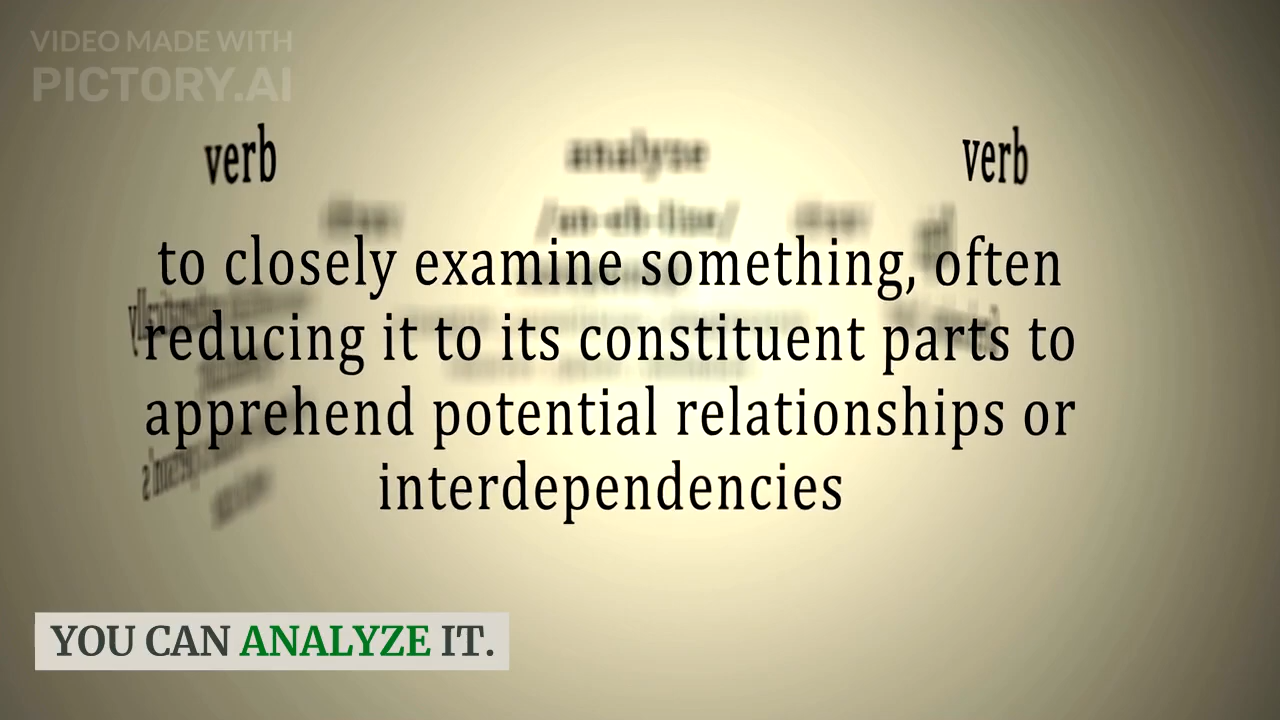 VIDEO MADE WITH
PICTORY.AI
verb
analyse
verb
to closely examine something, often
reducing it to its constituent parts to
apprehend potential relationships or
interdependencies
YOU CAN ANALYZE IT.